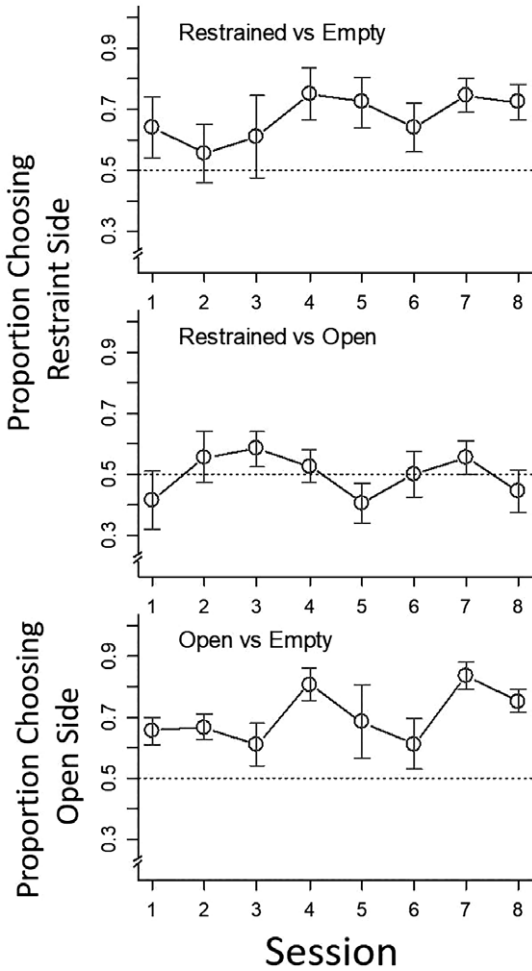 Proportion Choosing
Restraint Side
Restrained vs Empty
0.9
0.7
0.5
0.3
1 2 3 4 5 6 7 8
Restrained vs Open
0.9
0.7
0.5
0.3
1 2 3 4 5 6 7 8
Proportion Choosing
Open Side
Open vs Empty
0.9
0.7
0.5
0.3
1 2 3 4 5 6 7 8
Session